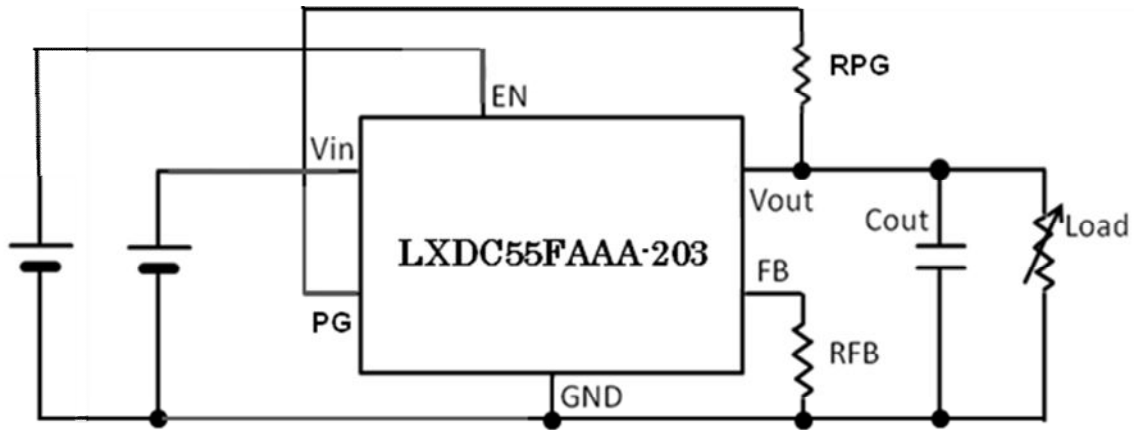 RPG
EN
Vin
Vout
Cout
Load
LXDC55FAAA-203
FB
PG
RFB
GND